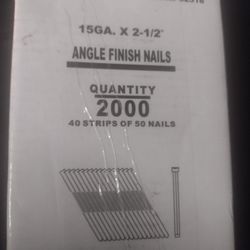 15GA. X 2-1/2"
ANGLE FINISH NAILS
QUANTITY
2000
40 STRIPS OF 50 NAILS